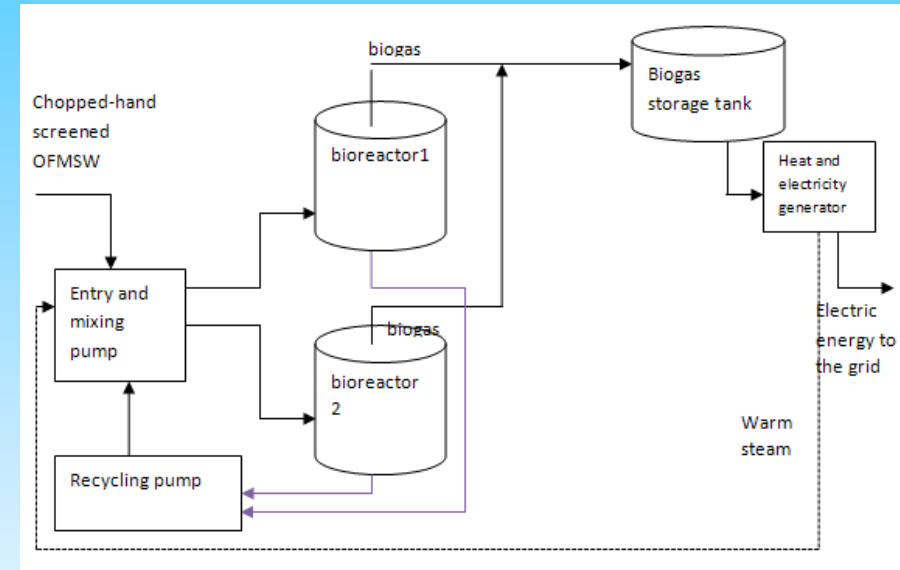 biogas
Chopped-hand
screened
OFMSW
Biogas
storage tank
bioreactor1
Heat and
electricity
generator
Entry and
mixing
pump
biogas
bioreactor
2
Electric
energy to
the grid
Warm
steam
Recycling pump